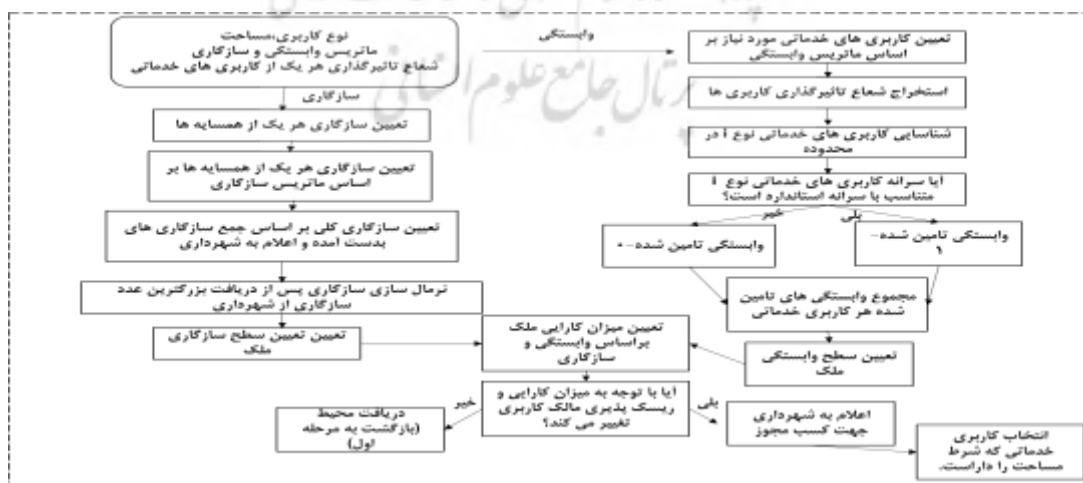 نوع کاربری،مساحت
ماتریس وابستگی و سازگاری
شعاع تاثیرگذاری هر یک از کاربری های خدماتی
وابستگی
تعیین کاربری های خدماتی مورد نیاز بر
اساس ماتریس وابستگی
استخراج شعاع تاثیرگذاری کاربری ها
شناسایی کاربری های خدماتی نوع i در
محدوده
آیا سرانه کاربری های خدماتی نوع i
متناسب با سرانه استاندارد است؟
بلی
خیر
وابستگی تامین شده-
۱
وابستگی تامین شده-۰
مجموع وابستگی های تامین
شده هر کاربری خدماتی
تعیین سطح وابستگی
ملک
سازگاری
تعیین سازگاری هر یک از همسایه ها
تعیین سازگاری هر یک از همسایه ها بر
اساس ماتریس سازگاری
تعیین سازگاری کلی بر اساس جمع سازگاری های
بدست آمده و اعلام به شهرداری
نرمال سازی سازگاری پس از دریافت بزرگترین عدد
سازگاری از شهرداری
تعیین تعیین سطح سازگاری
ملک
تعیین میزان کارایی ملک
براساس وابستگی و
سازگاری
آیا با توجه به میزان کارایی و
ریسک پذیری مالک کاربری
تغییر می کند؟
خیر
دریافت محیط
(بازگشت به مرحله
اول)
بلی
اعلام به شهرداری
جهت کسب مجوز
انتخاب کاربری
خدماتی که شرط
مساحت را داراست.
پرتال جامع علوم انسانی